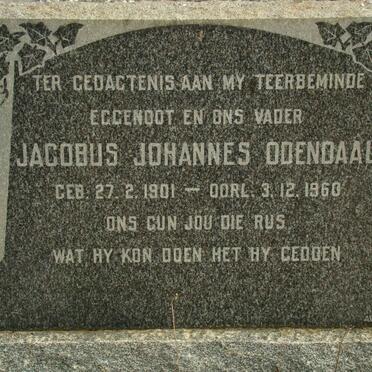 TER GEDAGTENIS AAN MY TEERBEMINDE
EGGENOOT EN ONS VADER
JACOBUS JOHANNES ODENDAAL
GEB. 27.2.1901 — OORL. 3.12.1960
ONS GUN JOU DIE RUS
WAT HY KON DOEN HET HY GEDOEN